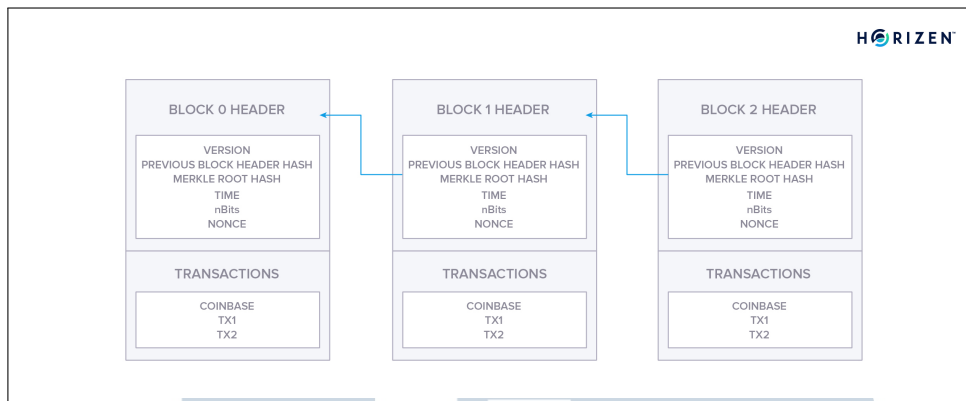 HORIZEN™
BLOCK 0 HEADER
VERSION
PREVIOUS BLOCK HEADER HASH
MERKLE ROOT HASH
TIME
nBits
NONCE
TRANSACTIONS
COINBASE
TX1
TX2
BLOCK 1 HEADER
VERSION
PREVIOUS BLOCK HEADER HASH
MERKLE ROOT HASH
TIME
nBits
NONCE
TRANSACTIONS
COINBASE
TX1
TX2
BLOCK 2 HEADER
VERSION
PREVIOUS BLOCK HEADER HASH
MERKLE ROOT HASH
TIME
nBits
NONCE
TRANSACTIONS
COINBASE
TX1
TX2